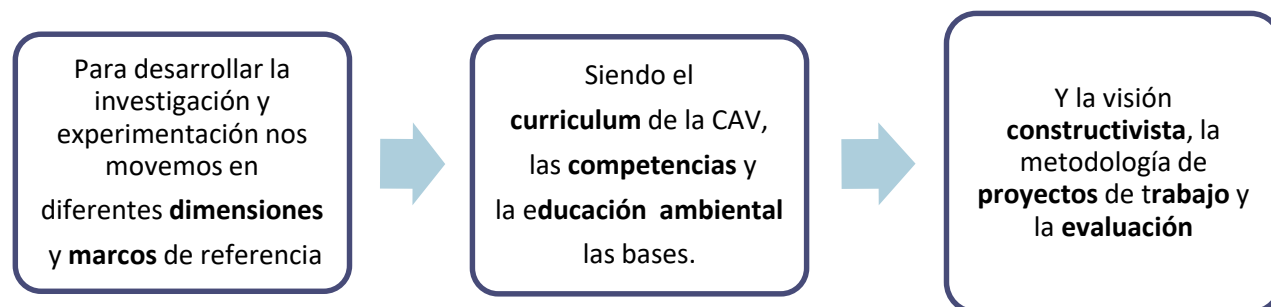 Para desarrollar la
investigación y
experimentación nos
movemos en
diferentes dimensiones
y marcos de referencia
Siendo el
curriculum de la CAV,
las competencias y
la educación ambiental
las bases.
Y la visión
constructivista, la
metodología de
proyectos de trabajo y
la evaluación